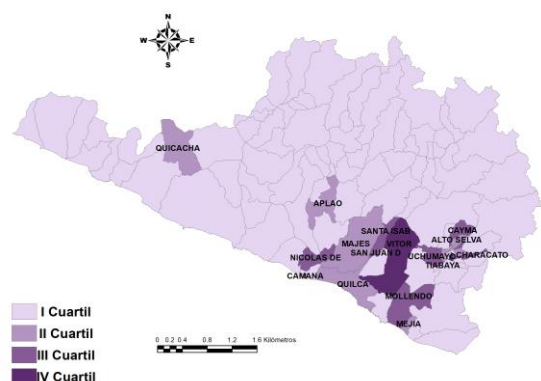 N
W E
S
QUICACHA
APLAO
SANTA ISAB
CAYMA
MAJES
VITOR
ALTO SELVA
SAN JUAN D
UCHUMAYO
CHARACATO
NICOLAS DE
TIABAYA
CAMANA
QUILCA
MOLLENDO
MEJIA
I Cuartil
II Cuartil
III Cuartil
IV Cuartil
0 0.2 0.4 0.8 1.2 1.6 Kilómetros